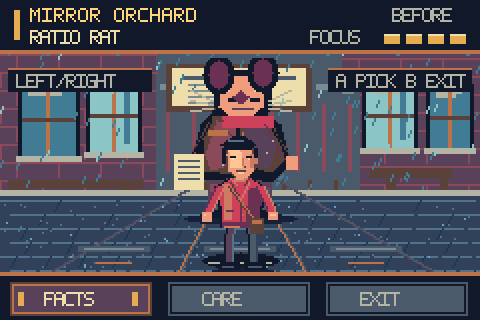 MIRROR ORCHARD
BEFORE
RATIO RAT
FOCUS
LEFT/RIGHT
A PICK B EXIT
FACTS
CARE
EXIT